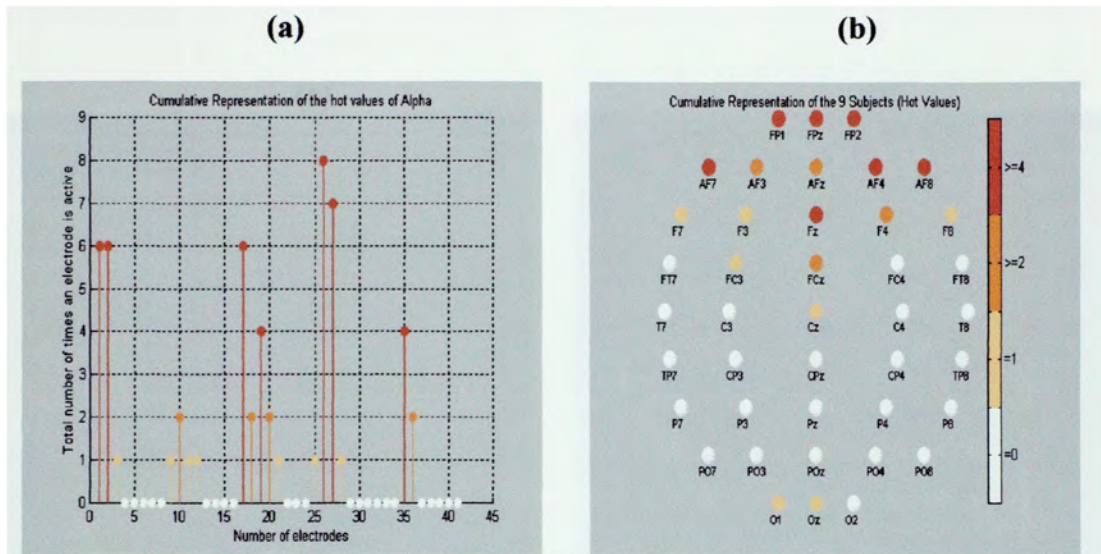 (a)
(b)
Cumulative Representation of the hot values of Alpha
Total number of times an electrode is active
9
8
7
6
5
4
3
2
1
0
0 5 10 15 20 25 30 35 40 45
Number of electrodes
Cumulative Representation of the 9 Subjects (Hot Values)
FP1 FPz FP2
AF7 AF3 AFz AF4 AF8
F7 F3 Fz F4 F8
FT7 FC3 FCz FC4 FT8
T7 C3 Cz C4 T8
TP7 CP3 CPz CP4 TP8
P7 P3 Pz P4 P8
PO7 PO3 POz PO4 PO8
O1 Oz O2
>=4
>=2
=1
=0